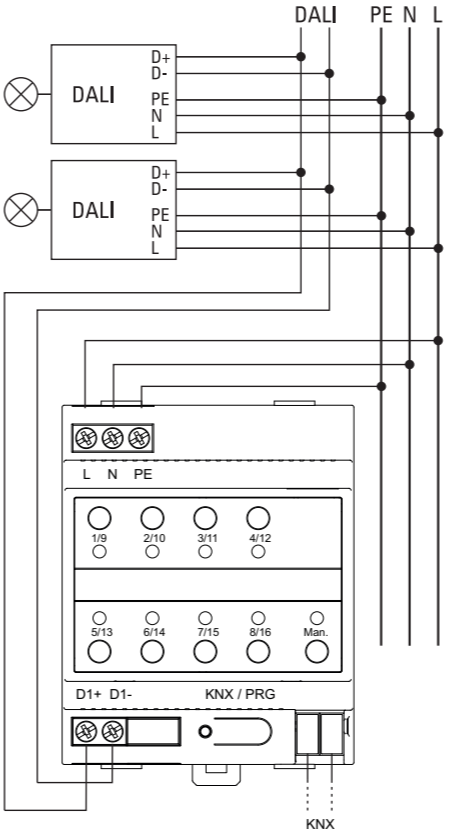 DALI PE N L
D+
D-
DALI
PE
N
L
D+
D-
DALI
PE
N
L
L N PE
1/9 2/10 3/11 4/12
5/13 6/14 7/15 8/16 Man.
D1+ D1- KNX / PRG
KNX